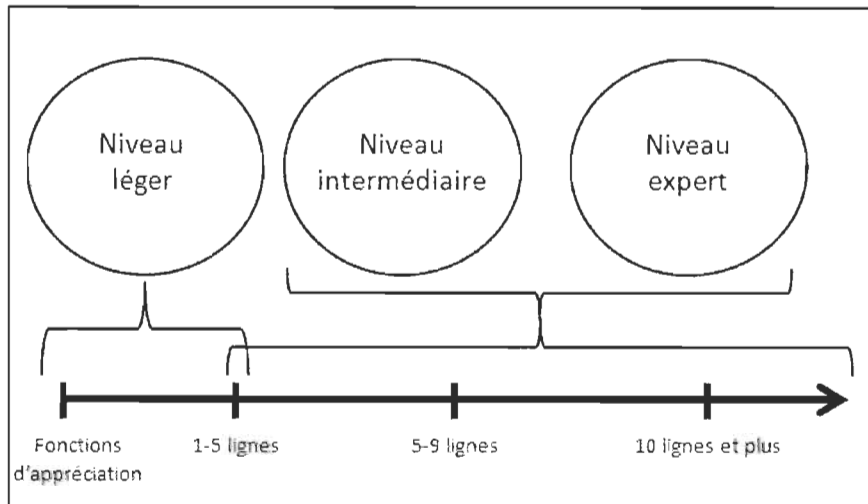 Niveau
léger
Niveau
intermédiaire
Niveau
expert
Fonctions
d'appréciation
1-5 lignes
5-9 lignes
10 lignes et plus